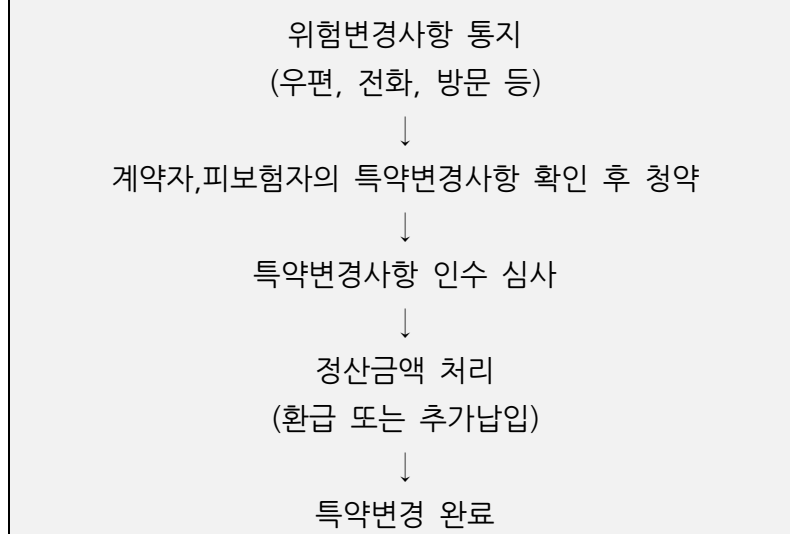 위험변경사항 통지
(우편, 전화, 방문 등)
↓
계약자,피보험자의 특약변경사항 확인 후 청약
↓
특약변경사항 인수 심사
↓
정산금액 처리
(환급 또는 추가납입)
↓
특약변경 완료